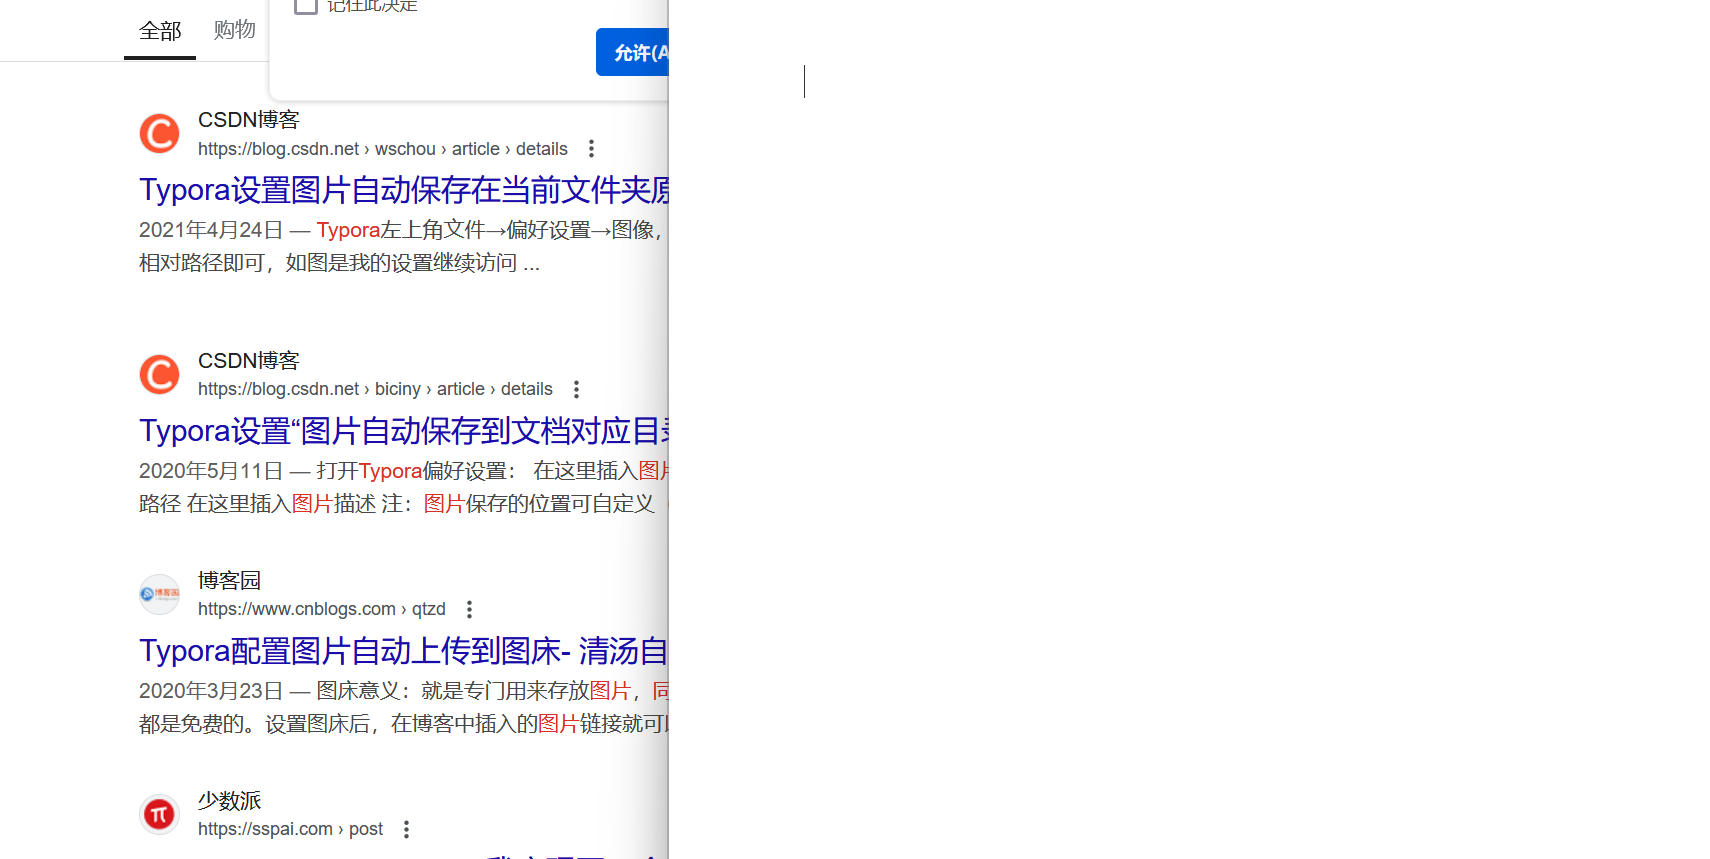 记住此决定
全部 购物
允许(A
CSDN博客
https://blog.csdn.net › wschou › article › details
Typora设置图片自动保存在当前文件夹原
2021年4月24日 — Typora左上角文件→偏好设置→图像，
相对路径即可，如图是我的设置继续访问 ...
CSDN博客
https://blog.csdn.net › biciny › article › details
Typora设置“图片自动保存到文档对应目录
2020年5月11日 — 打开Typora偏好设置： 在这里插入图片
路径 在这里插入图片描述 注：图片保存的位置可自定义
博客园
https://www.cnblogs.com › qtzd
Typora配置图片自动上传到图床- 清汤自
2020年3月23日 — 图床意义：就是专门用来存放图片，同
都是免费的。设置图床后，在博客中插入的图片链接就可以
少数派
https://sspai.com › post